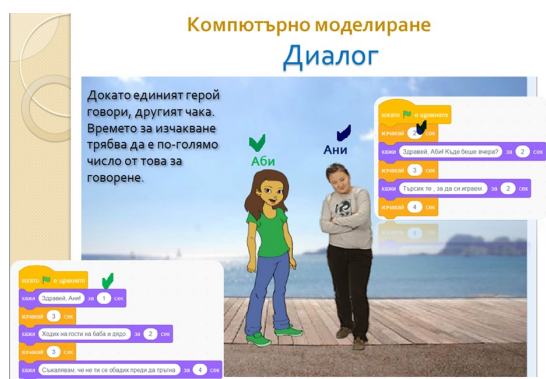 Компютърно моделиране
Диалог
Докато единият герой
говори, другият чака.
Времето за изчакване
трябва да е по-голямо
число от това за
говорене.
Аби
Ани
когато е щракнато
изчакай 2 сек
кажи Здравей, Аби! Къде беше вчера? за 2 сек
изчакай 3 сек
кажи Търсих те , за да си играем. за 2 сек
изчакай 4 сек
когато е щракнато
кажи Здравей, Ани! за 1 сек
изчакай 3 сек
кажи Ходих на гости на баба и дядо. за 2 сек
изчакай 3 сек
кажи Съжалявам, че не ти се обадих преди да тръгна. за 4 сек